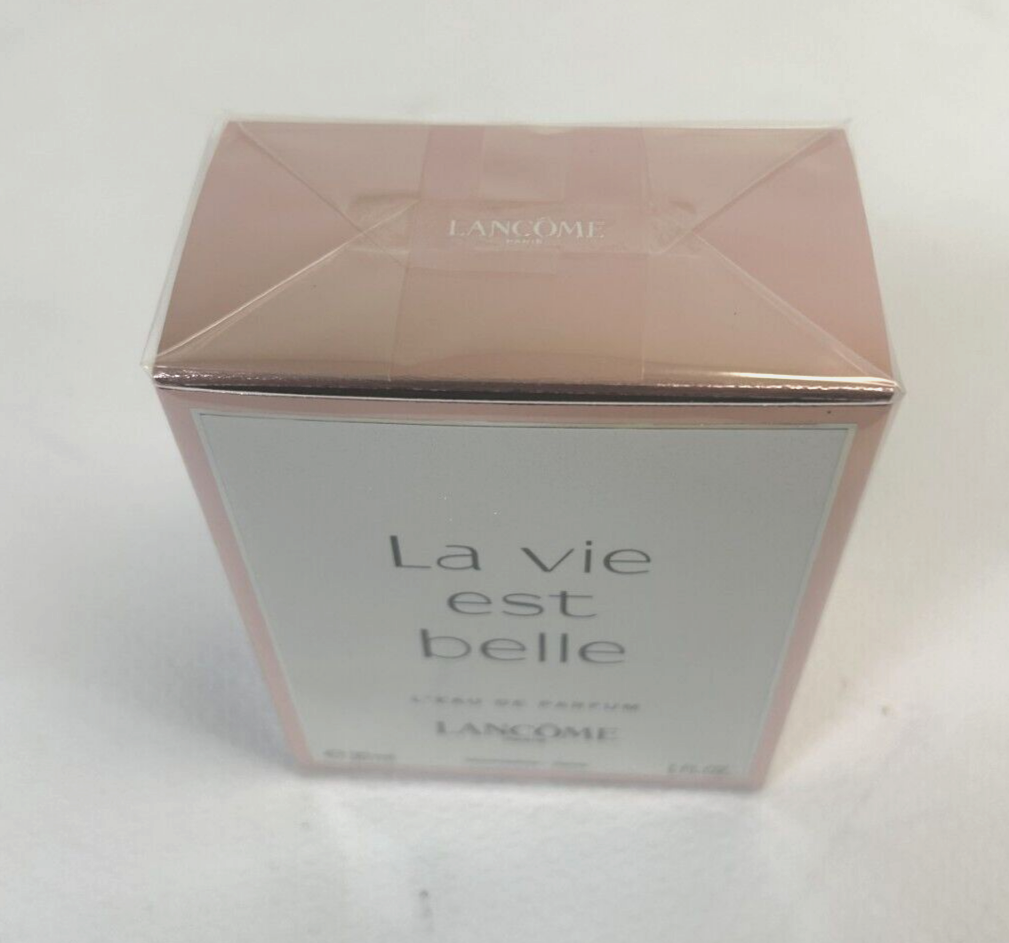 LANCÔME
PARIS
La vie
est
belle
L'EAU DE PARFUM
LANCÔME
PARIS